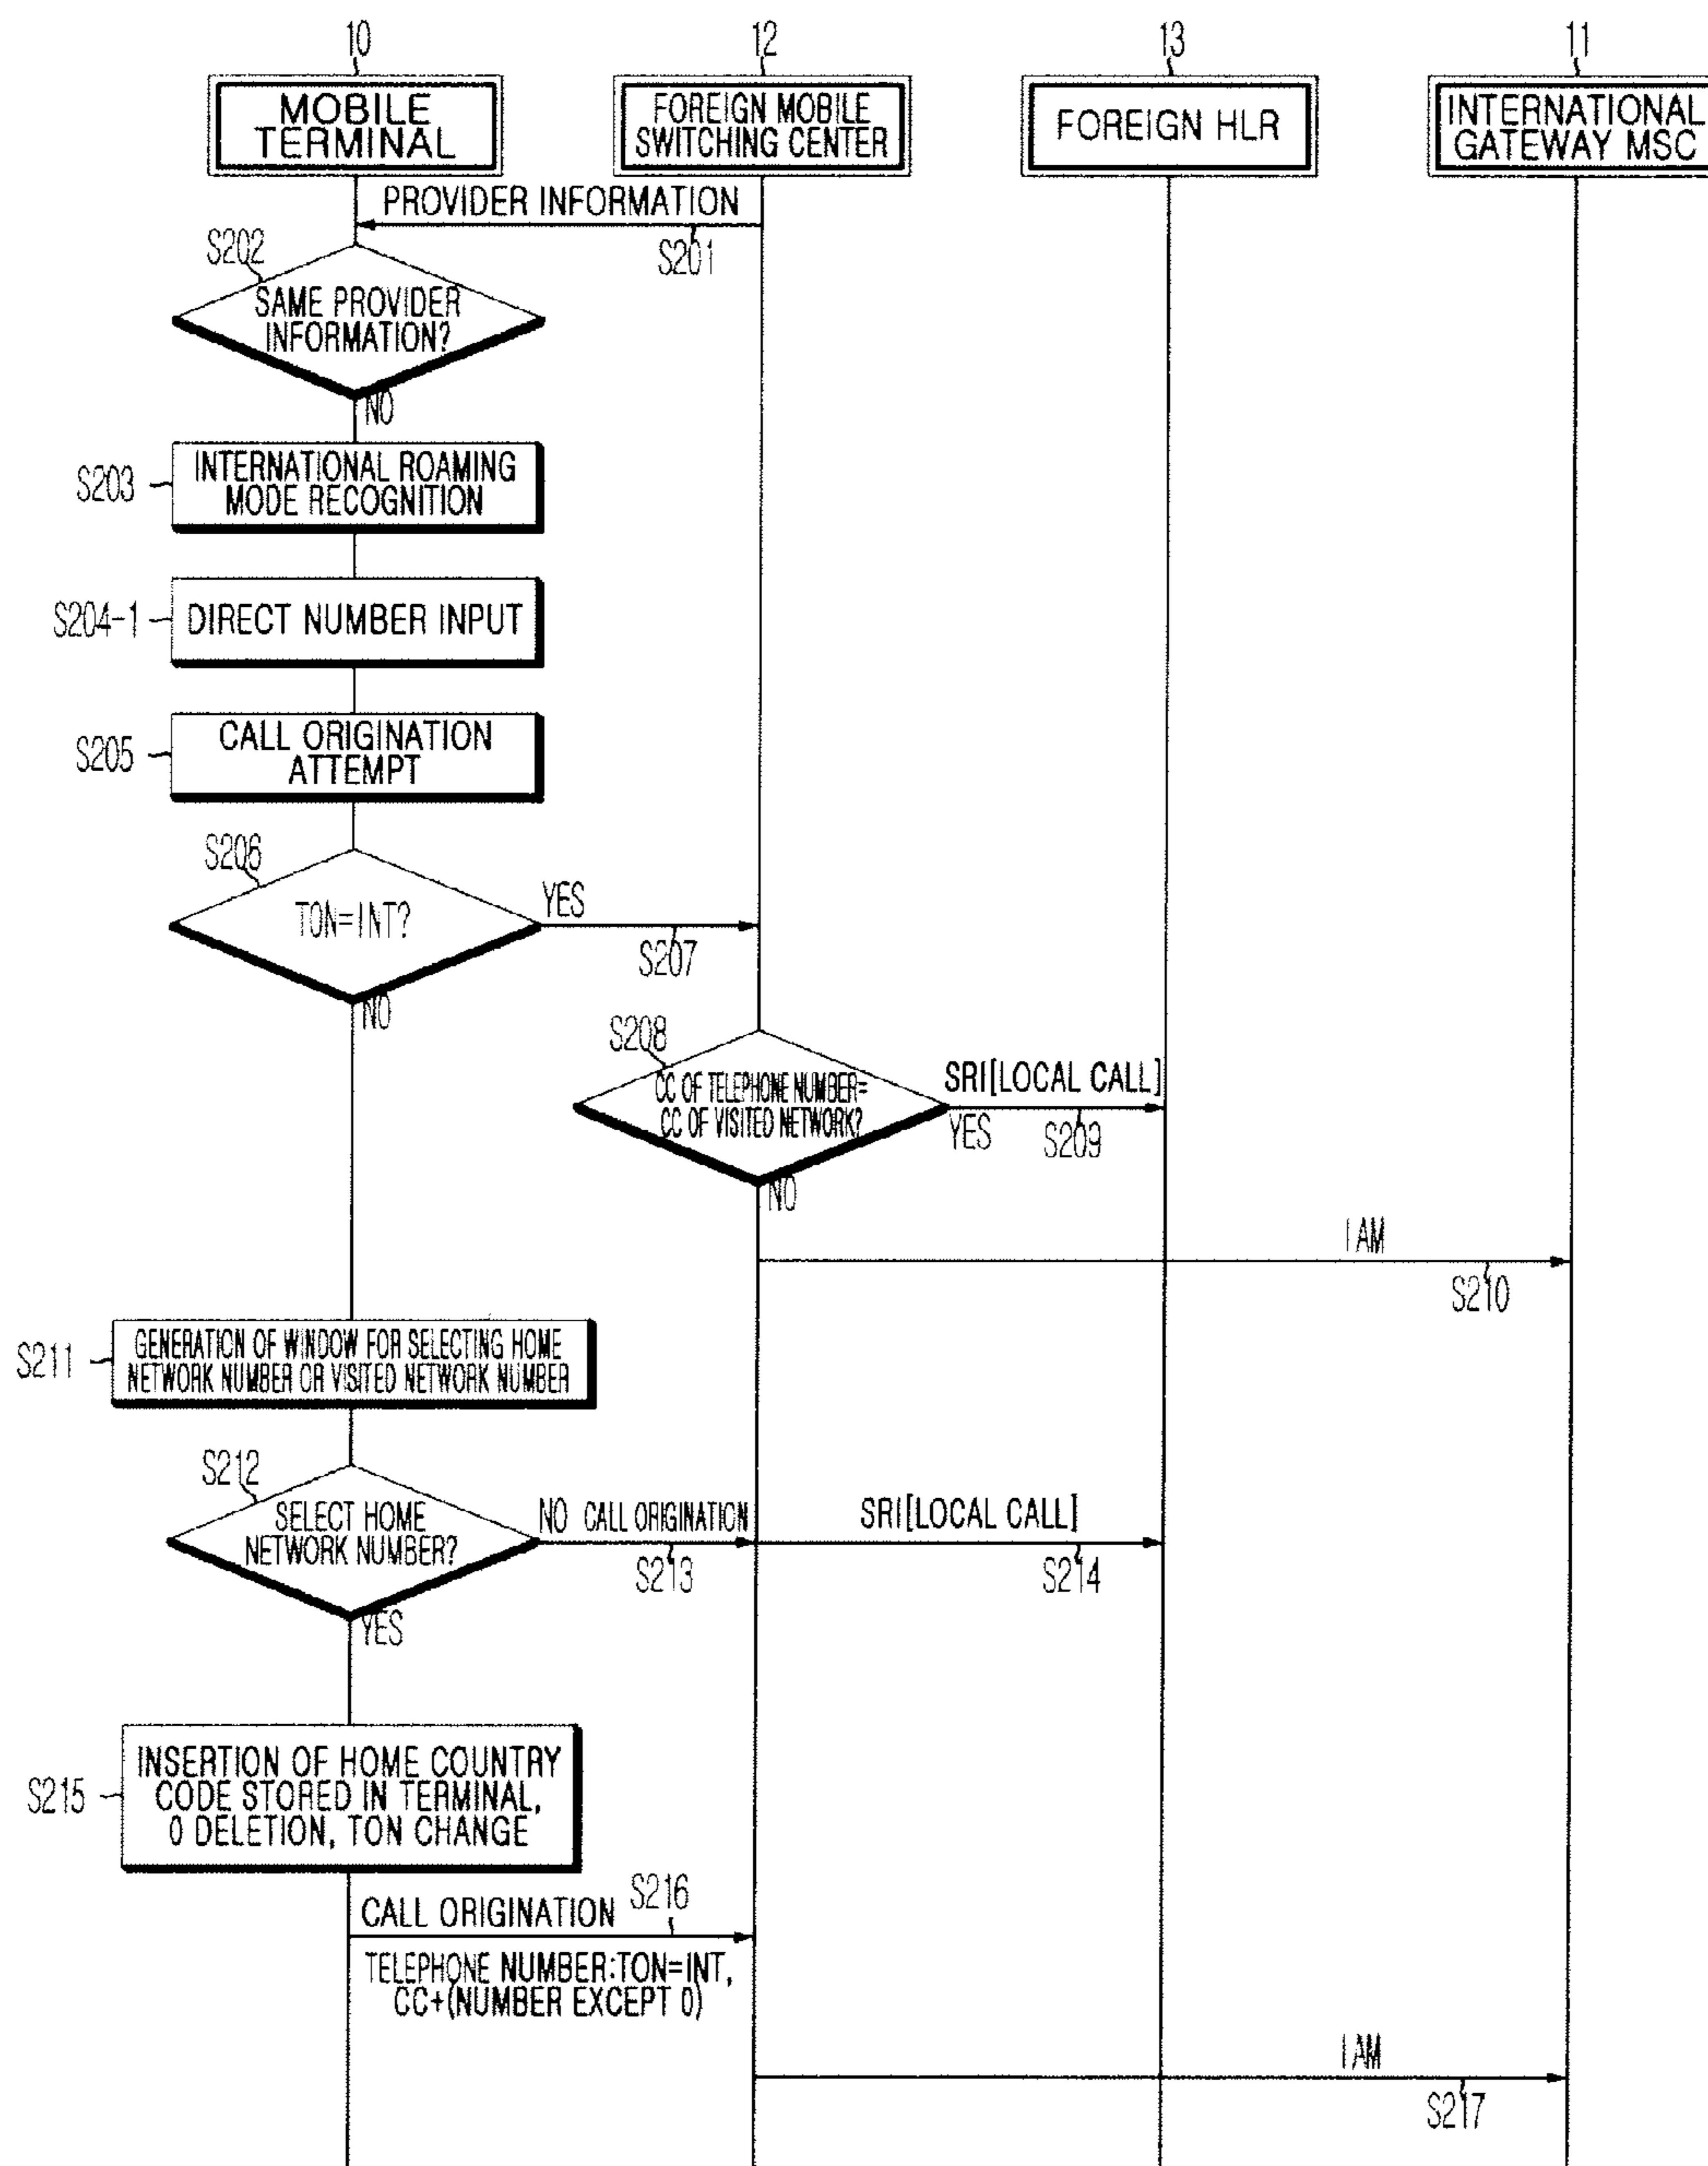 10
12
13
11
MOBILE
TERMINAL
FOREIGN MOBILE
SWITCHING CENTER
FOREIGN HLR
INTERNATIONAL
GATEWAY MSC
PROVIDER INFORMATION
S201
S202
SAME PROVIDER
INFORMATION?
NO
S203
INTERNATIONAL ROAMING
MODE RECOGNITION
S204-1
DIRECT NUMBER INPUT
S205
CALL ORIGINATION
ATTEMPT
S206
TON=INT?
YES
S207
NO
S208
CC OF TELEPHONE NUMBER=
CC OF VISITED NETWORK?
SRI[LOCAL CALL]
YES
S209
NO
I AM
S210
S211
GENERATION OF WINDOW FOR SELECTING HOME
NETWORK NUMBER OR VISITED NETWORK NUMBER
S212
SELECT HOME
NETWORK NUMBER?
NO CALL ORIGINATION
S213
SRI[LOCAL CALL]
S214
YES
S215
INSERTION OF HOME COUNTRY
CODE STORED IN TERMINAL,
0 DELETION, TON CHANGE
CALL ORIGINATION
S216
TELEPHONE NUMBER:TON=INT,
CC+(NUMBER EXCEPT 0)
I AM
S217